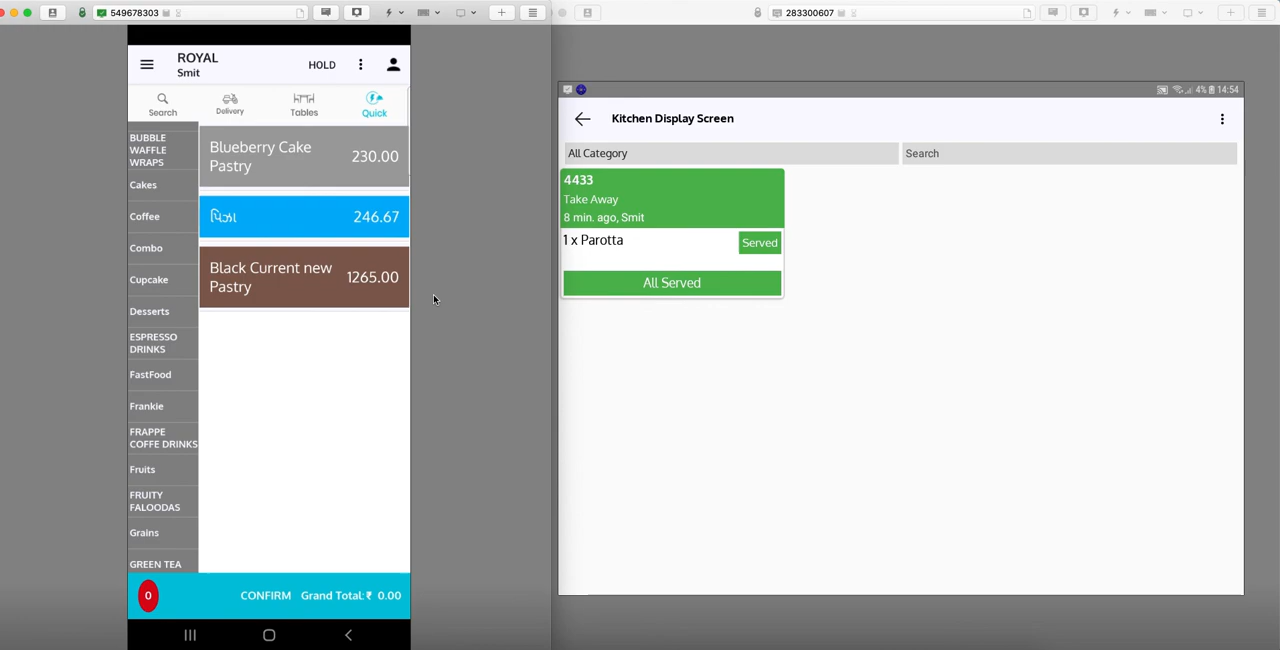 549678303
283300607
ROYAL
Smit
HOLD
Search
Delivery
Tables
Quick
BUBBLE
WAFFLE
WRAPS
Cakes
Coffee
Combo
Cupcake
Desserts
ESPRESSO
DRINKS
FastFood
Frankie
FRAPPE
COFFE DRINKS
Fruits
FRUITY
FALOODAS
Grains
GREEN TEA
Blueberry Cake
Pastry
230.00
પિઝા
246.67
Black Current new
Pastry
1265.00
0
CONFIRM Grand Total:₹ 0.00
4% 14:54
Kitchen Display Screen
All Category
Search
4433
Take Away
8 min. ago, Smit
1 x Parotta
Served
All Served